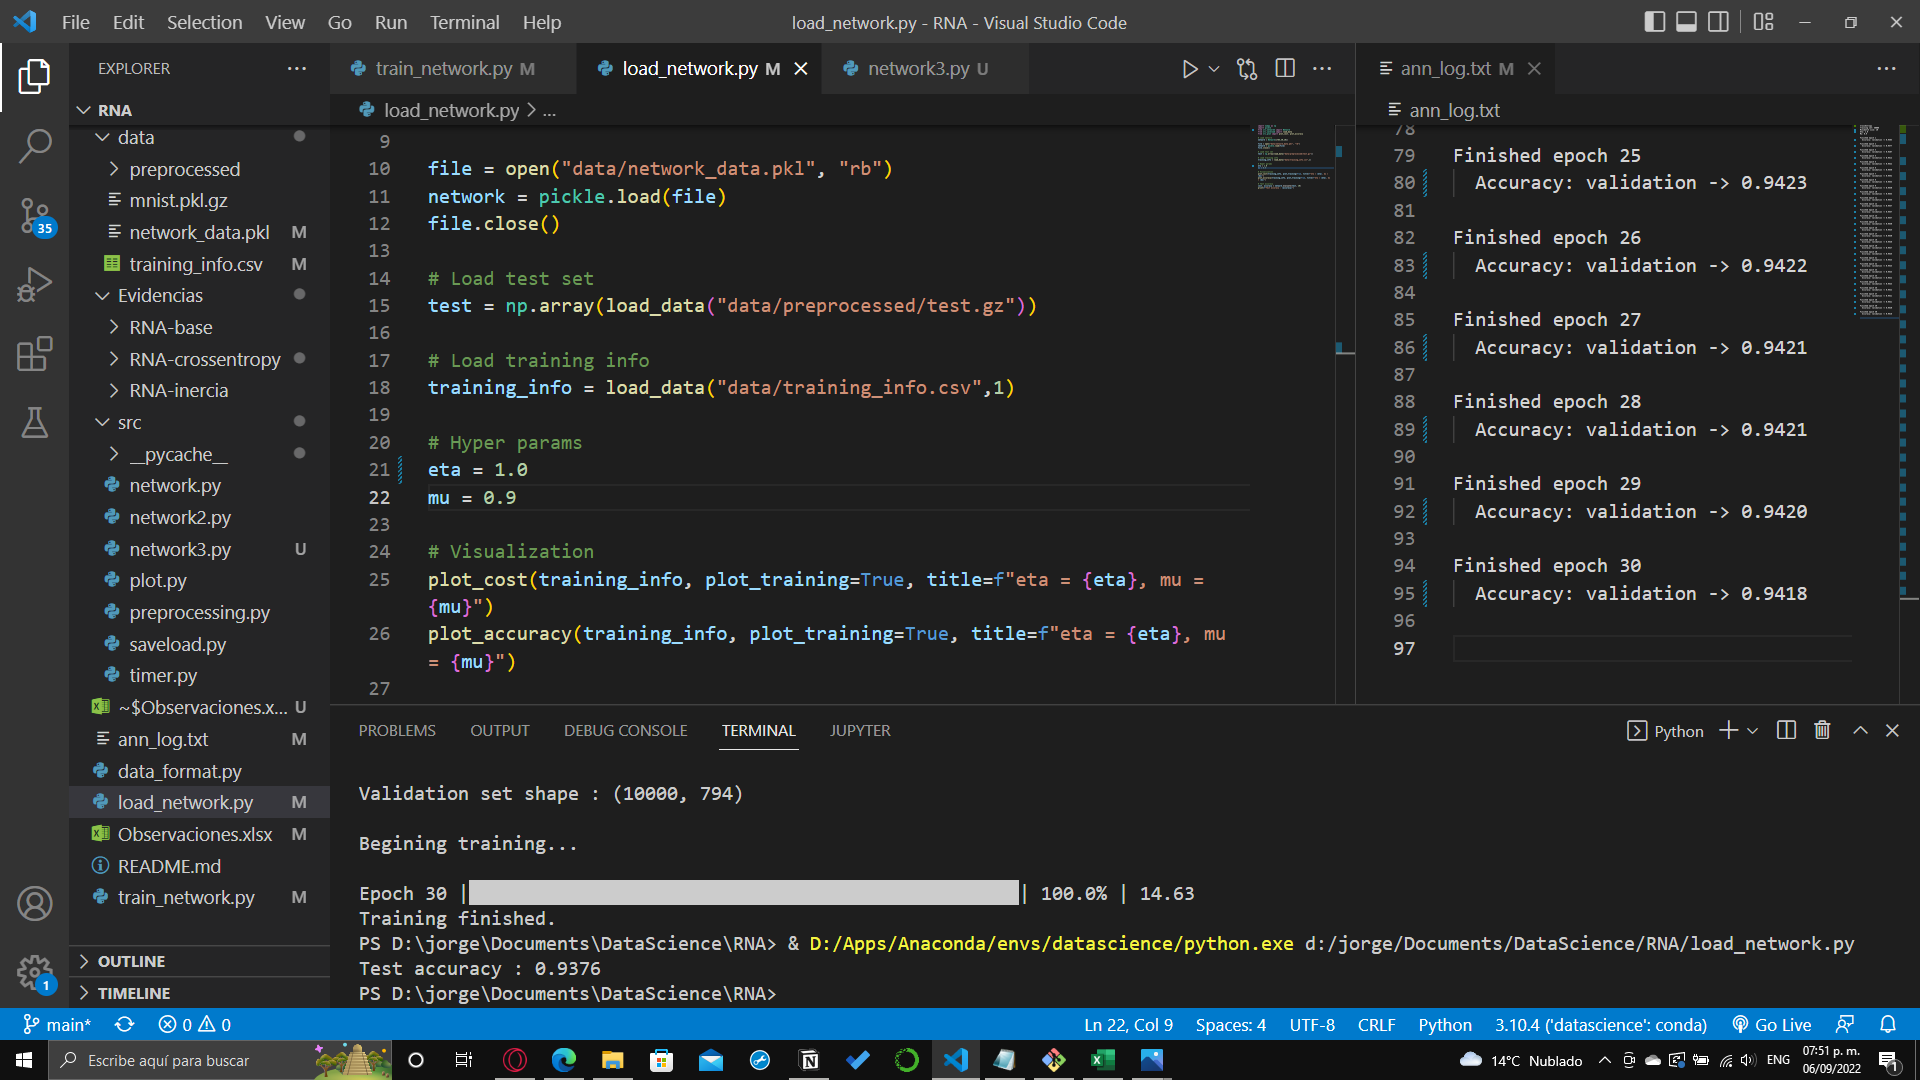 File Edit Selection View Go Run Terminal Help
load_network.py - RNA - Visual Studio Code
EXPLORER
RNA
data
preprocessed
mnist.pkl.gz
network_data.pkl M
training_info.csv M
Evidencias
RNA-base
RNA-crossentropy
RNA-inercia
src
__pycache__
network.py
network2.py
network3.py U
plot.py
preprocessing.py
saveload.py
timer.py
~$Observaciones.x... U
ann_log.txt M
data_format.py
load_network.py M
Observaciones.xlsx M
README.md
train_network.py M
OUTLINE
TIMELINE
35
1
train_network.py M
load_network.py M
network3.py U
load_network.py > ...
9
10 file = open("data/network_data.pkl", "rb")
11 network = pickle.load(file)
12 file.close()
13
14 # Load test set
15 test = np.array(load_data("data/preprocessed/test.gz"))
16
17 # Load training info
18 training_info = load_data("data/training_info.csv",1)
19
20 # Hyper params
21 eta = 1.0
22 mu = 0.9
23
24 # Visualization
25 plot_cost(training_info, plot_training=True, title=f"eta = {eta}, mu =
{mu}")
26 plot_accuracy(training_info, plot_training=True, title=f"eta = {eta}, mu
= {mu}")
27
ann_log.txt M
ann_log.txt
78
79 Finished epoch 25
80 Accuracy: validation -> 0.9423
81
82 Finished epoch 26
83 Accuracy: validation -> 0.9422
84
85 Finished epoch 27
86 Accuracy: validation -> 0.9421
87
88 Finished epoch 28
89 Accuracy: validation -> 0.9421
90
91 Finished epoch 29
92 Accuracy: validation -> 0.9420
93
94 Finished epoch 30
95 Accuracy: validation -> 0.9418
96
97
PROBLEMS OUTPUT DEBUG CONSOLE TERMINAL JUPYTER
Python
Validation set shape : (10000, 794)
Begining training...
Epoch 30 | | 100.0% | 14.63
Training finished.
PS D:\jorge\Documents\DataScience\RNA> & D:/Apps/Anaconda/envs/datascience/python.exe d:/jorge/Documents/DataScience/RNA/load_network.py
Test accuracy : 0.9376
PS D:\jorge\Documents\DataScience\RNA>
main* 0 0
Ln 22, Col 9 Spaces: 4 UTF-8 CRLF Python 3.10.4 ('datascience': conda) Go Live
Escribe aquí para buscar
14°C Nublado
ENG
07:51 p. m.
06/09/2022
1